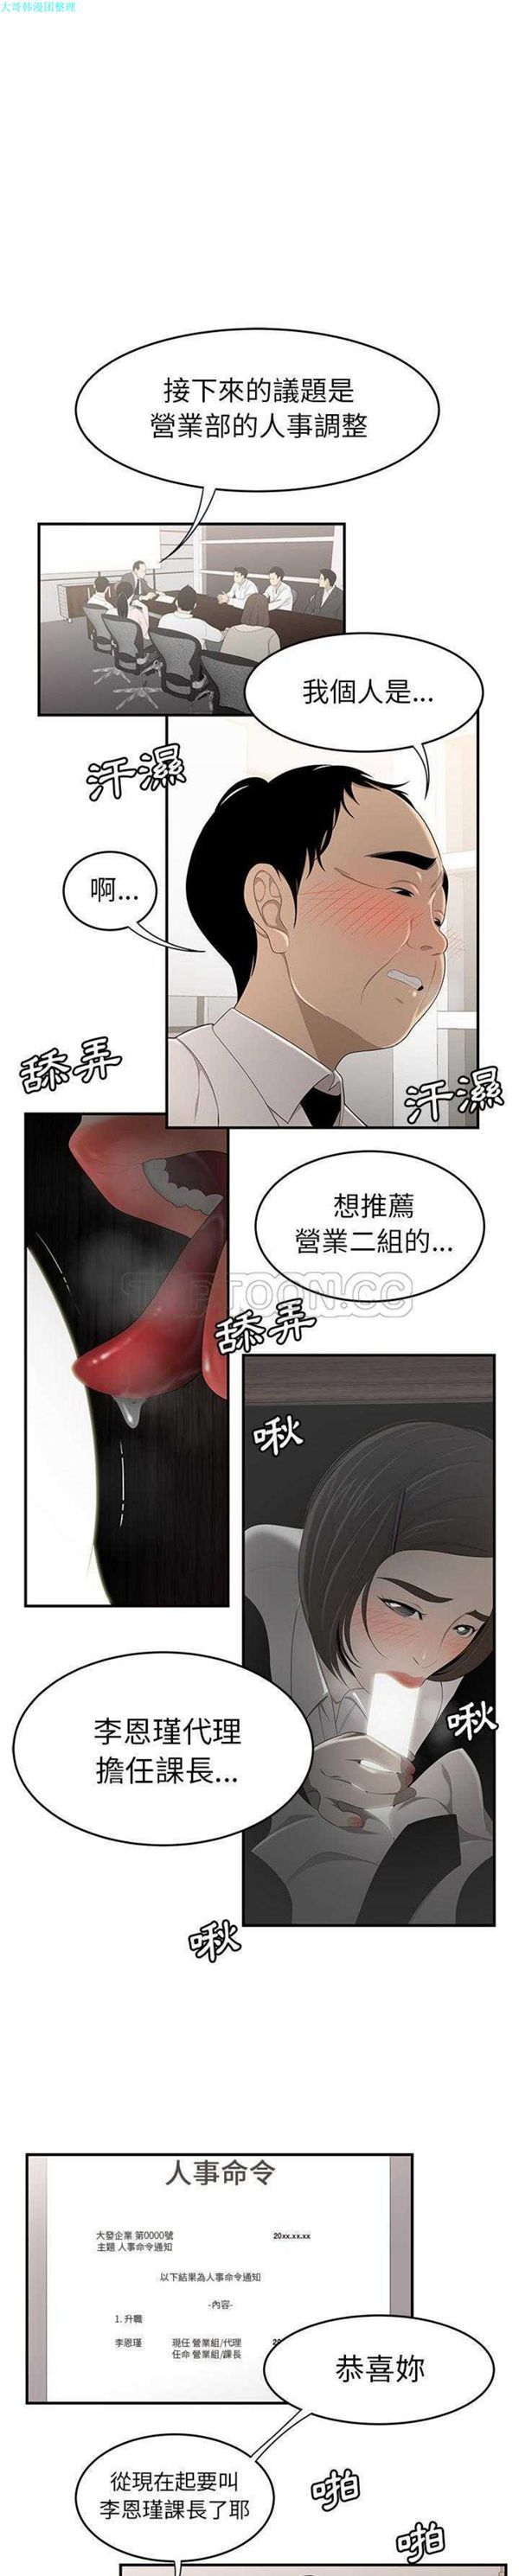 大哥韩漫团整理
接下來的議題是
營業部的人事調整
我個人是...
汗濕
啊...
舔弄
汗濕
想推薦
營業二組的...
TOPTOON.CC
舔弄
啾
李恩瑾代理
擔任課長...
啾
啾
人事命令
大發企業 第0000號
20xx.xx.xx
主題 人事命令通知
以下結果為人事命令通知
-內容-
1. 升職
李恩瑾
現任 營業組/代理
20
任命 營業組/課長
恭喜妳
從現在起要叫
李恩瑾課長了耶
啪
啪